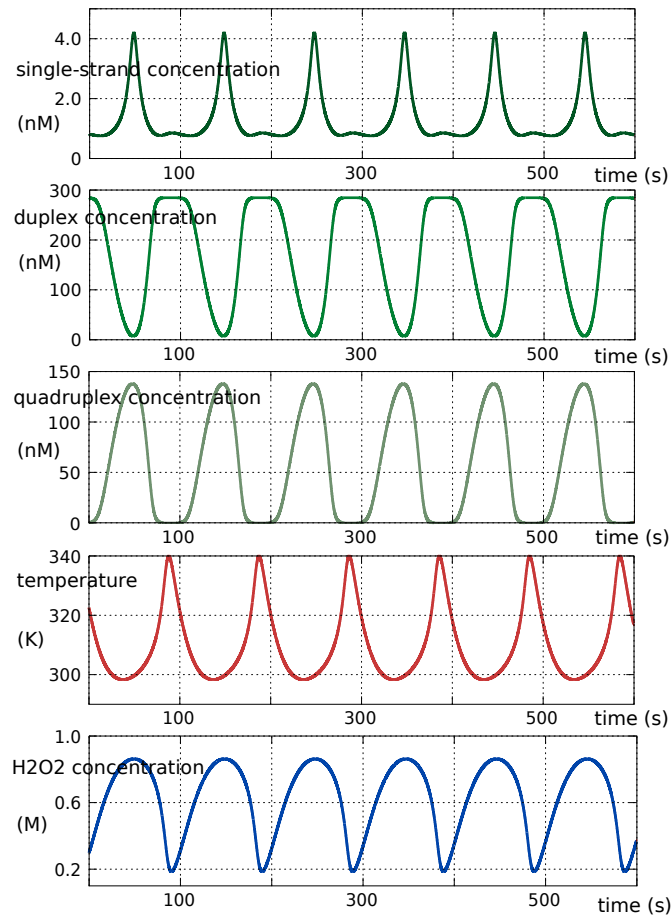 4.0
single-strand concentration
2.0
(nM)
0
100 300 500 time (s)
300
duplex concentration
200
(nM)
100
0
100 300 500 time (s)
150
quadruplex concentration
100
(nM)
50
0
100 300 500 time (s)
340
temperature
320
(K)
300
100 300 500 time (s)
1.0
H2O2 concentration
0.6
(M)
0.2
100 300 500 time (s)